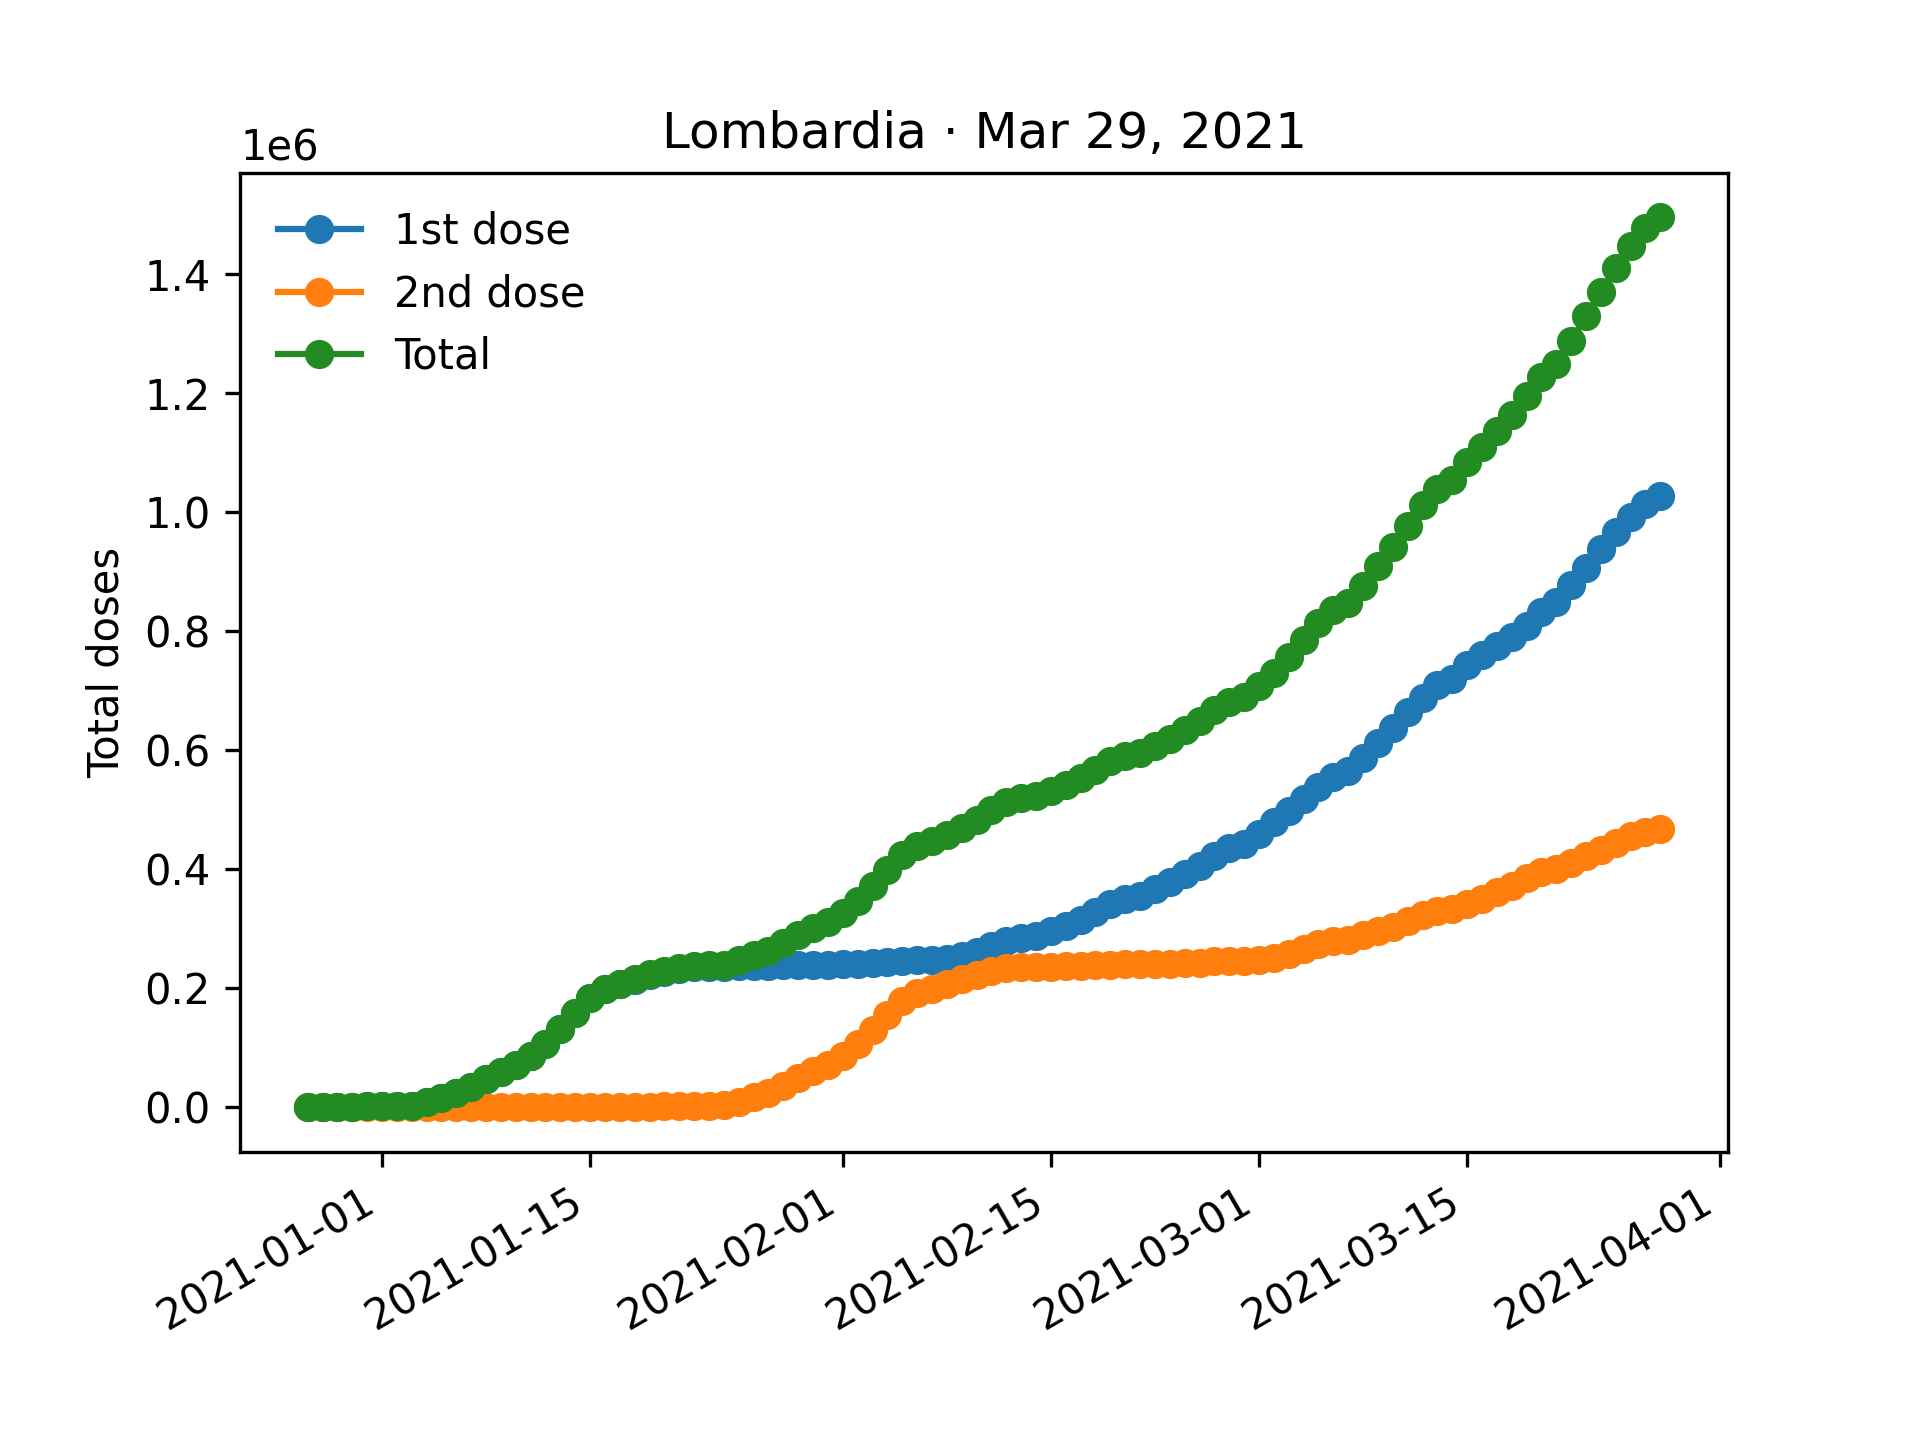 Lombardia · Mar 29, 2021
1e6
1st dose
2nd dose
Total
1.4
1.2
1.0
0.8
0.6
0.4
0.2
0.0
Total doses
2021-01-01
2021-01-15
2021-02-01
2021-02-15
2021-03-01
2021-03-15
2021-04-01